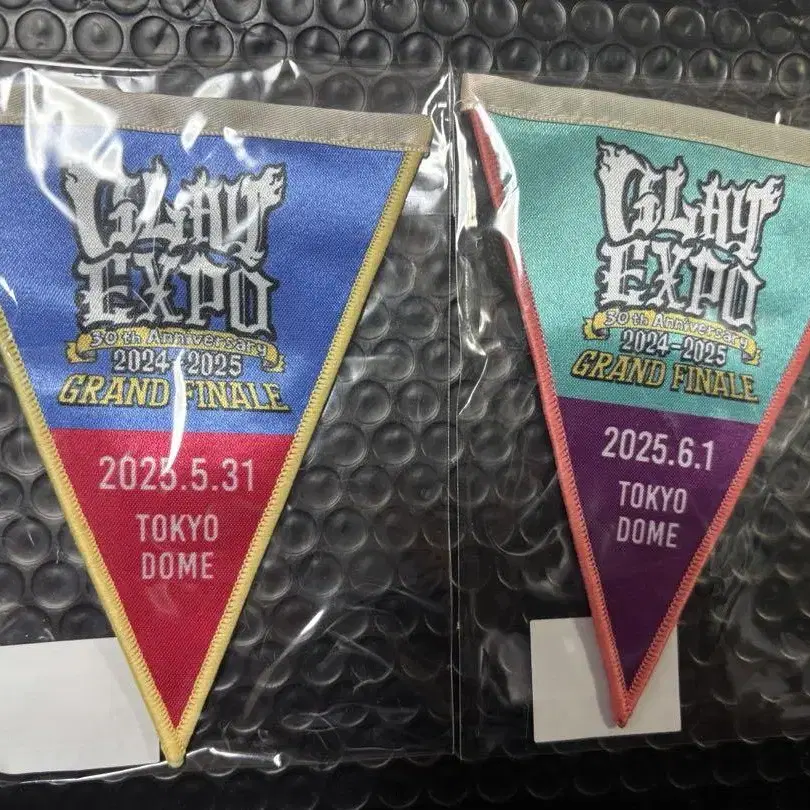 GLAY
EXPO
30th Anniversary
2024-2025
GRAND FINALE
2025.5.31
TOKYO
DOME
GLAY
EXPO
30th Anniversary
2024-2025
GRAND FINALE
2025.6.1
TOKYO
DOME